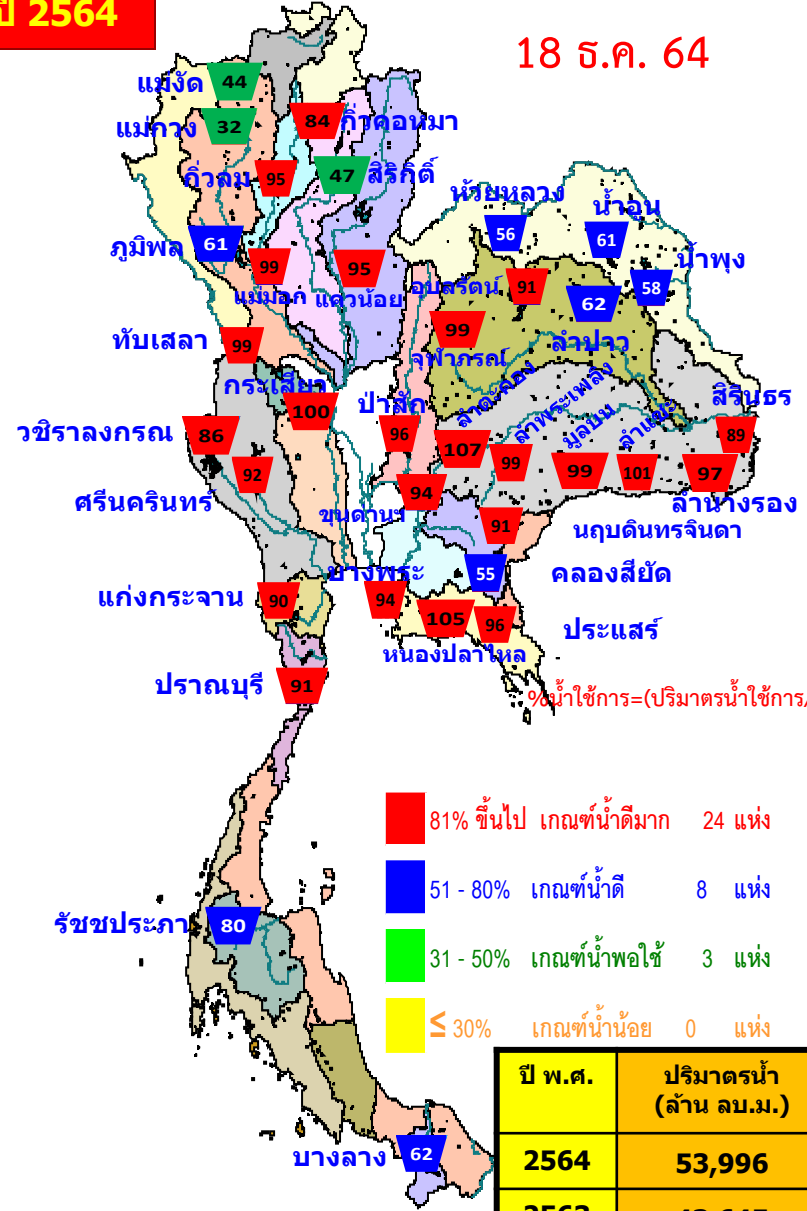 ปี 2564
18 ธ.ค. 64
แม่งัด
44
แม่กวง
32
84
กิ่วคอหมา
กิ่วลม
95
47
สิริกิติ์
ภูมิพล
61
99
แม่มอก
95
แควน้อย
ห้วยหลวง
56
น้ำอูน
61
น้ำพุง
58
อุบลรัตน์
91
62
ลำปาว
99
จุฬาภรณ์
ทับเสลา
99
กระเสียว
100
ป่าสัก
96
ลำตะคอง
107
ลำพระเพลิง
99
มูลบน
99
ลำแชะ
101
สิรินธร
89
97
ลำนางรอง
วชิราลงกรณ
86
92
ศรีนครินทร์
94
ขุนด่านฯ
91
นฤบดินทรจินดา
55
คลองสียัด
บางพระ
94
105
หนองปลาไหล
96
ประแสร์
แก่งกระจาน
90
ปราณบุรี
91
%น้ำใช้การ=(ปริมาตรน้ำใช้การ/
81% ขึ้นไป เกณฑ์น้ำดีมาก 24 แห่ง
51 - 80% เกณฑ์น้ำดี 8 แห่ง
31 - 50% เกณฑ์น้ำพอใช้ 3 แห่ง
≤ 30% เกณฑ์น้ำน้อย 0 แห่ง
รัชชประภา
80
บางลาง
62
ปี พ.ศ. ปริมาตรน้ำ
(ล้าน ลบ.ม.)
2564 53,996